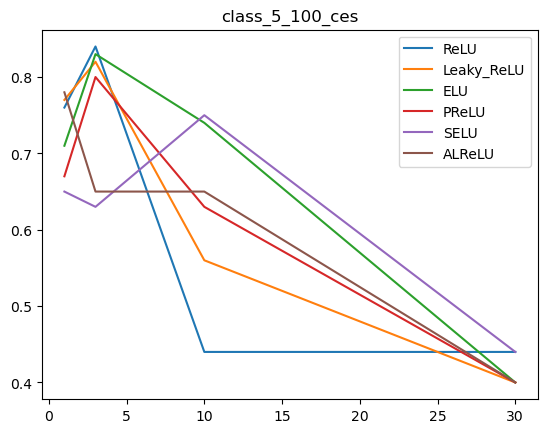 class_5_100_ces
ReLU
Leaky_ReLU
ELU
PReLU
SELU
ALReLU
0.8
0.7
0.6
0.5
0.4
0 5 10 15 20 25 30